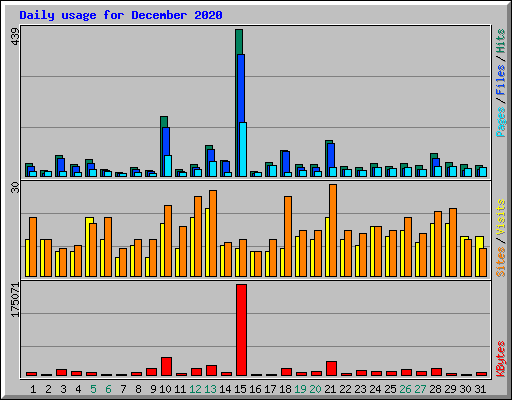 Daily usage for December 2020
439
Pages / Files / Hits
30
Sites / Visits
175071
KBytes
1 2 3 4 5 6 7 8 9 10 11 12 13 14 15 16 17 18 19 20 21 22 23 24 25 26 27 28 29 30 31